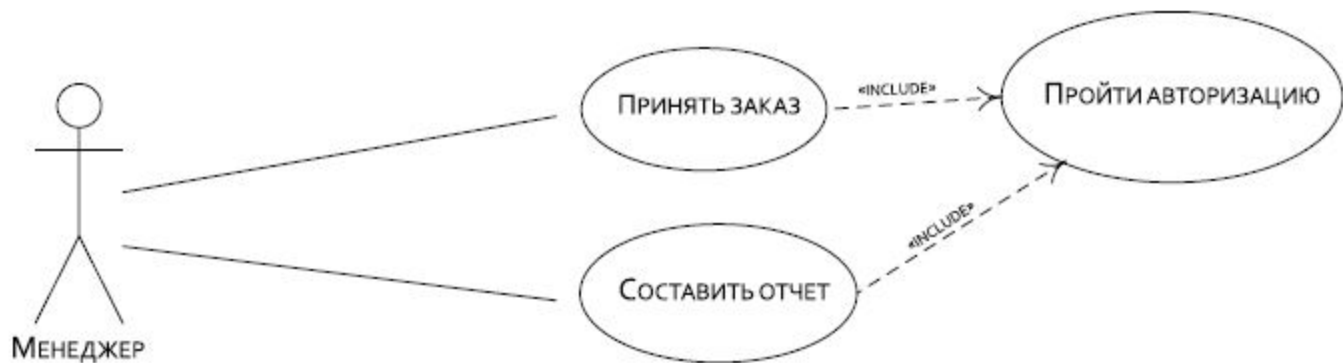 Принять заказ
«include»
Пройти авторизацию
«include»
Составить отчет
Менеджер